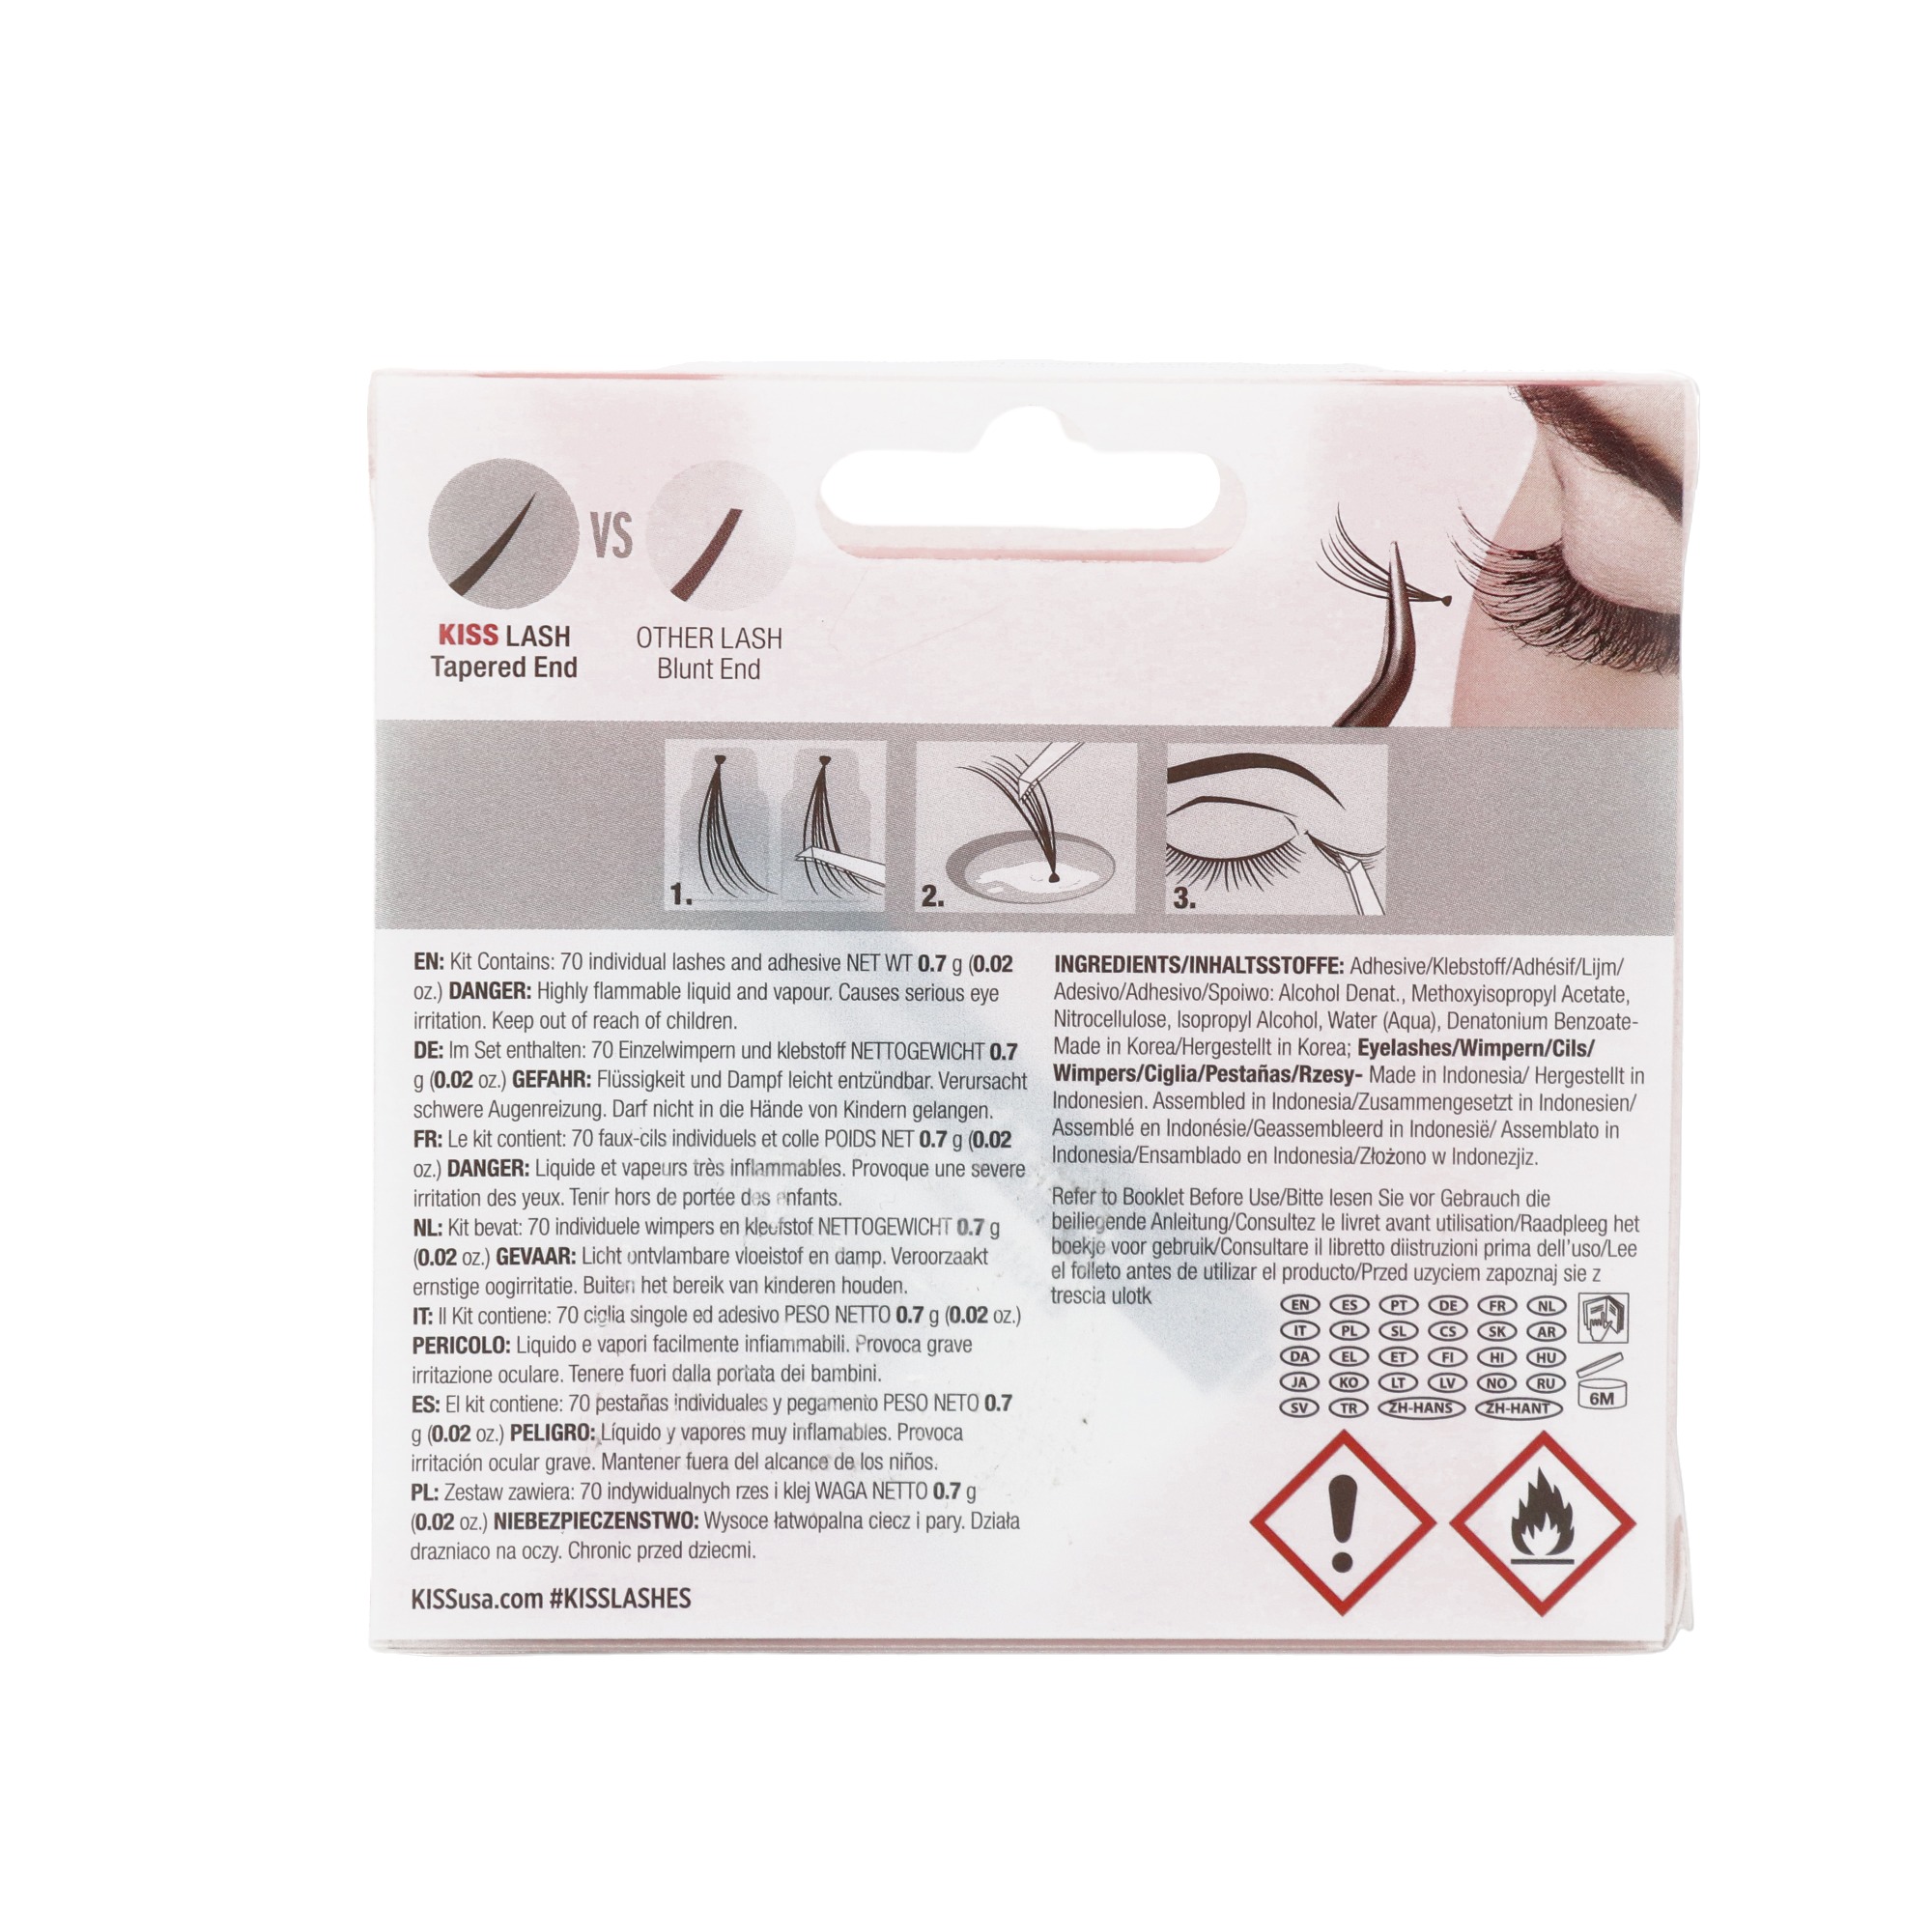 VS
KISS LASH
Tapered End
OTHER LASH
Blunt End
1.
2.
3.
EN: Kit Contains: 70 individual lashes and adhesive NET WT 0.7 g (0.02
oz.) DANGER: Highly flammable liquid and vapour. Causes serious eye
irritation. Keep out of reach of children.
DE: Im Set enthalten: 70 Einzelwimpern und klebstoff NETTOGEWICHT 0.7
g (0.02 oz.) GEFAHR: Flüssigkeit und Dampf leicht entzündbar. Verursacht
schwere Augenreizung. Darf nicht in die Hände von Kindern gelangen.
FR: Le kit contient: 70 faux-cils individuels et colle POIDS NET 0.7 g (0.02
oz.) DANGER: Liquide et vapeurs très inflammables. Provoque une severe
irritation des yeux. Tenir hors de portée des enfants.
NL: Kit bevat: 70 individuele wimpers en kleefstof NETTOGEWICHT 0.7 g
(0.02 oz.) GEVAAR: Licht ontvlambare vloeistof en damp. Veroorzaakt
ernstige oogirritatie. Buiten het bereik van kinderen houden.
IT: Il Kit contiene: 70 ciglia singole ed adesivo PESO NETTO 0.7 g (0.02 oz.)
PERICOLO: Liquido e vapori facilmente infiammabili. Provoca grave
irritazione oculare. Tenere fuori dalla portata dei bambini.
ES: El kit contiene: 70 pestañas individuales y pegamento PESO NETO 0.7
g (0.02 oz.) PELIGRO: Líquido y vapores muy inflamables. Provoca
irritación ocular grave. Mantener fuera del alcance de los niños.
PL: Zestaw zawiera: 70 indywidualnych rzes i klej WAGA NETTO 0.7 g
(0.02 oz.) NIEBEZPIECZENSTWO: Wysoce łatwopalna ciecz i pary. Działa
drazniaco na oczy. Chronic przed dziecmi.
KISSusa.com #KISSLASHES
INGREDIENTS/INHALTSSTOFFE: Adhesive/Klebstoff/Adhésif/Lijm/
Adesivo/Adhesivo/Spoiwo: Alcohol Denat., Methoxyisopropyl Acetate,
Nitrocellulose, Isopropyl Alcohol, Water (Aqua), Denatonium Benzoate-
Made in Korea/Hergestellt in Korea; Eyelashes/Wimpern/Cils/
Wimpers/Ciglia/Pestañas/Rzesy- Made in Indonesia/ Hergestellt in
Indonesien. Assembled in Indonesia/Zusammengesetzt in Indonesien/
Assemblé en Indonésie/Geassembleerd in Indonesië/ Assemblato in
Indonesia/Ensamblado en Indonesia/Złożono w Indonezjiz.
Refer to Booklet Before Use/Bitte lesen Sie vor Gebrauch die
beiliegende Anleitung/Consultez le livret avant utilisation/Raadpleeg het
boekje voor gebruik/Consultare il libretto diistruzioni prima dell'uso/Lee
el folleto antes de utilizar el producto/Przed uzyciem zapoznaj sie z
trescia ulotk
EN ES PT DE FR NL
IT PL SL CS SK AR
DA EL ET FI HI HU
JA KO LT LV NO RU
SV TR ZH-HANS ZH-HANT
6M